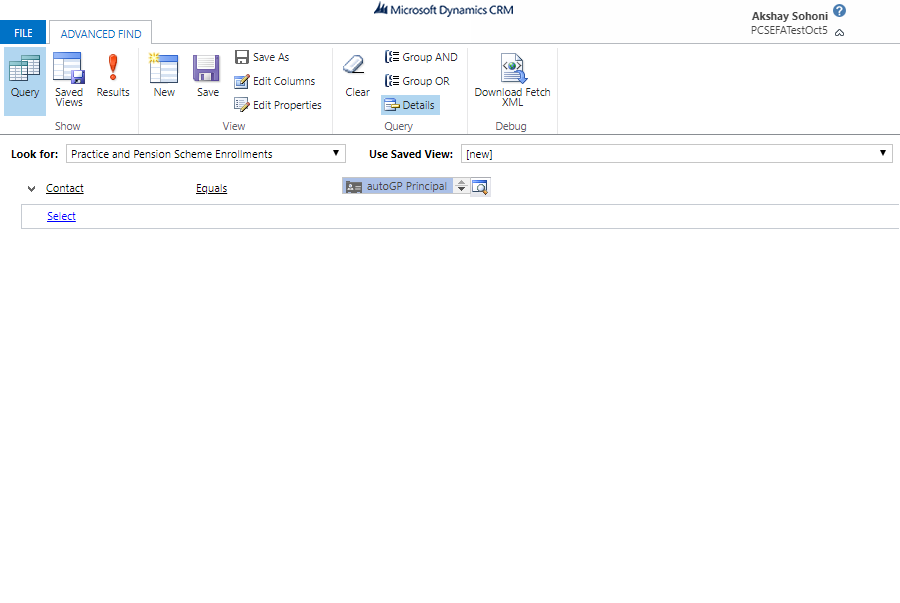 Microsoft Dynamics CRM
Akshay Sohoni
PCSEFATestOct5
FILE
ADVANCED FIND
Query
Saved Views
Results
Show
New
Save
Save As
Edit Columns
Edit Properties
View
Clear
Group AND
Group OR
Details
Query
Download Fetch XML
Debug
Look for: Practice and Pension Scheme Enrollments
Use Saved View: [new]
Contact Equals autoGP Principal
Select